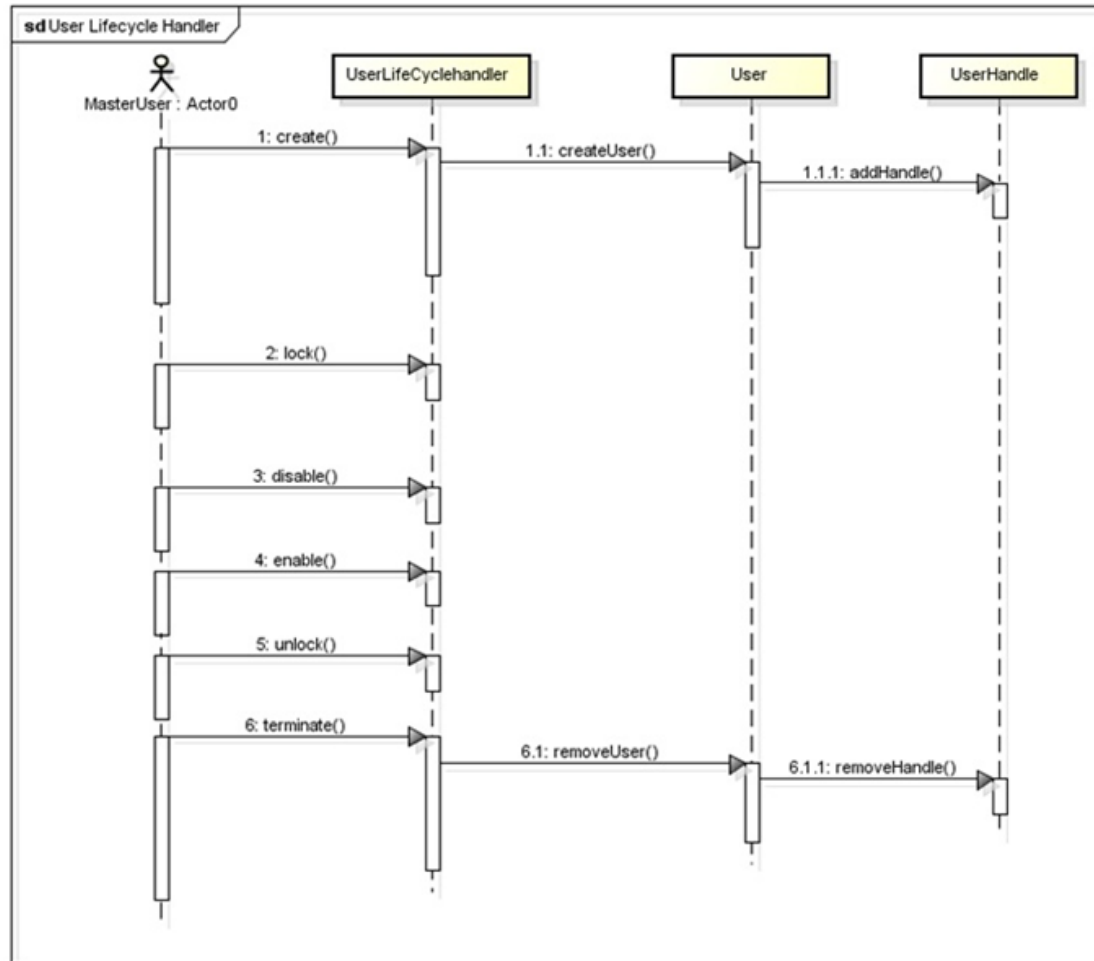 sd User Lifecycle Handler
UserLifeCyclehandler
User
UserHandle
MasterUser : Actor0
1: create()
1.1: createUser()
1.1.1: addHandle()
2: lock()
3: disable()
4: enable()
5: unlock()
6: terminate()
6.1: removeUser()
6.1.1: removeHandle()